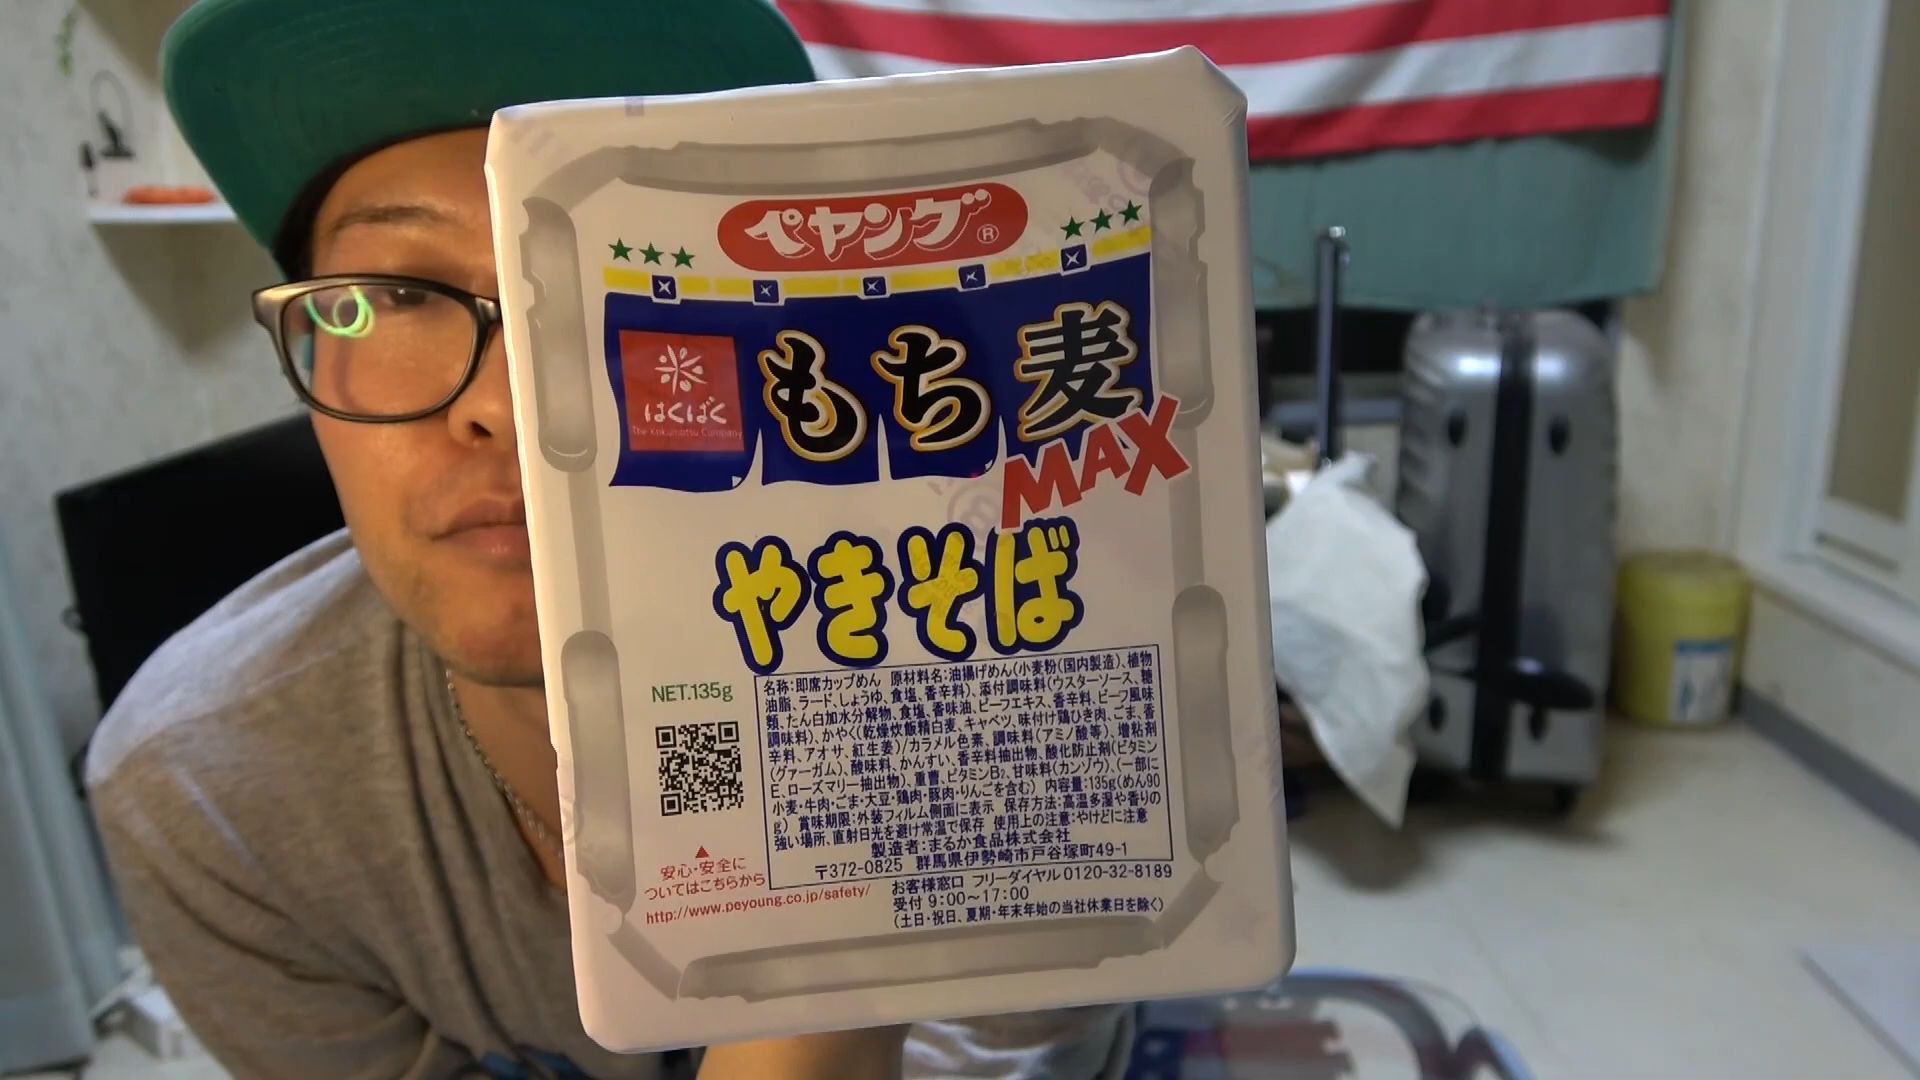 ペヤング®
はくばく
The Kokumotsu Company
もち麦
MAX
やきそば
NET.135g
名称:即席カップめん 原材料名:油揚げめん(小麦粉(国内製造)、植物
油脂、ラード、しょうゆ、食塩、香辛料)、添付調味料(ウスターソース、糖
類、たん白加水分解物、食塩、香味油、ビーフエキス、香辛料、ビーフ風味
調味料)、かやく(乾燥炊飯精白麦、キャベツ、味付け鶏ひき肉、ごま、香
辛料、アオサ、紅生姜)/カラメル色素、調味料(アミノ酸等)、増粘剤
(グァーガム)、酸味料、かんすい、香辛料抽出物、酸化防止剤(ビタミン
E、ローズマリー抽出物)、重曹、ビタミンB₂、甘味料(カンゾウ)、(一部に
小麦・牛肉・ごま・大豆・鶏肉・豚肉・りんごを含む) 内容量:135g(めん90
g) 賞味期限:外装フィルム側面に表示 保存方法:高温多湿や香りの
強い場所、直射日光を避け常温で保存 使用上の注意:やけどに注意
製造者:まるか食品株式会社
〒372-0825 群馬県伊勢崎市戸谷塚町49-1
安心・安全に
ついてはこちらから
http://www.peyoung.co.jp/safety/
お客様窓口 フリーダイヤル0120-32-8189
受付 9:00〜17:00
(土日・祝日、夏期・年末年始の当社休業日を除く)